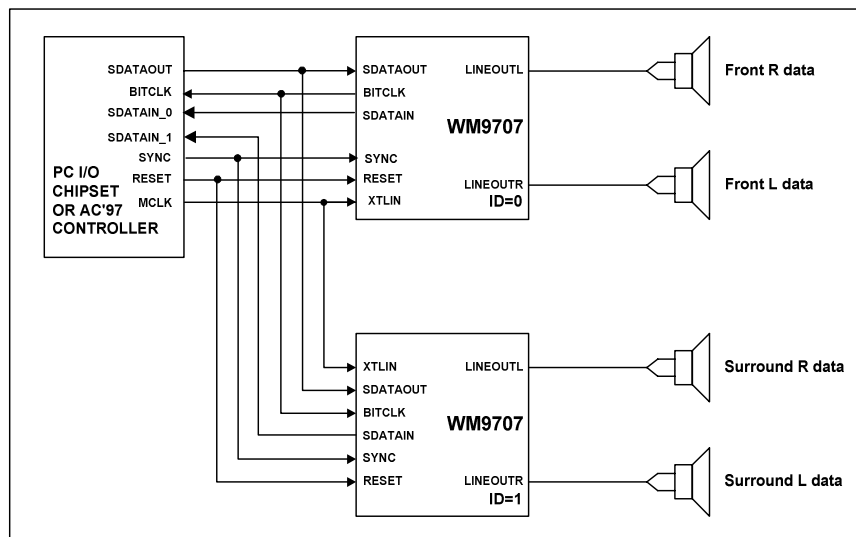 SDATAOUT
BITCLK
SDATAIN_0
SDATAIN_1
SYNC
RESET
MCLK
PC I/O
CHIPSET
OR AC'97
CONTROLLER
SDATAOUT
BITCLK
SDATAIN
SYNC
RESET
XTLIN
LINEOUTL
WM9707
LINEOUTR
ID=0
Front R data
Front L data
XTLIN
SDATAOUT
BITCLK
SDATAIN
SYNC
RESET
LINEOUTL
WM9707
LINEOUTR
ID=1
Surround R data
Surround L data